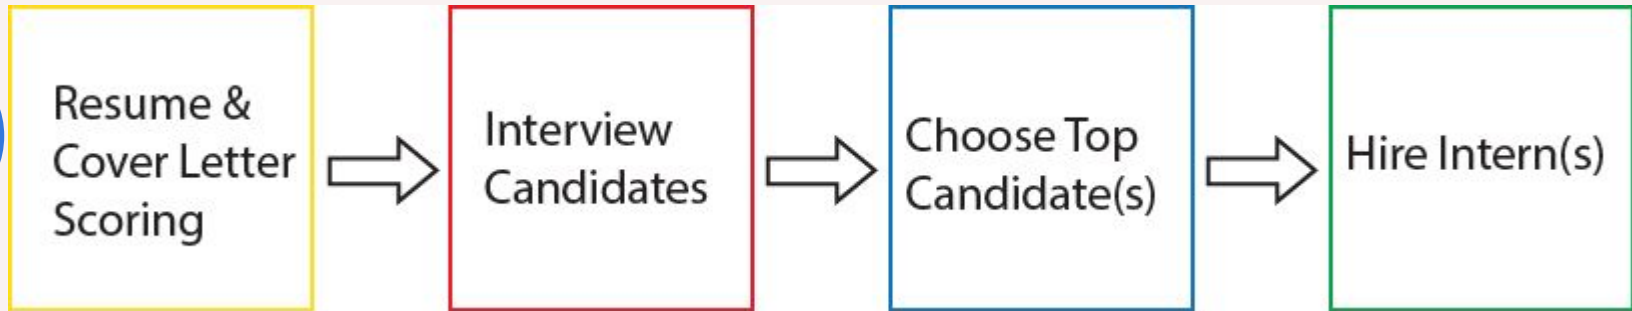 Resume &
Cover Letter
Scoring
Interview
Candidates
Choose Top
Candidate(s)
Hire Intern(s)